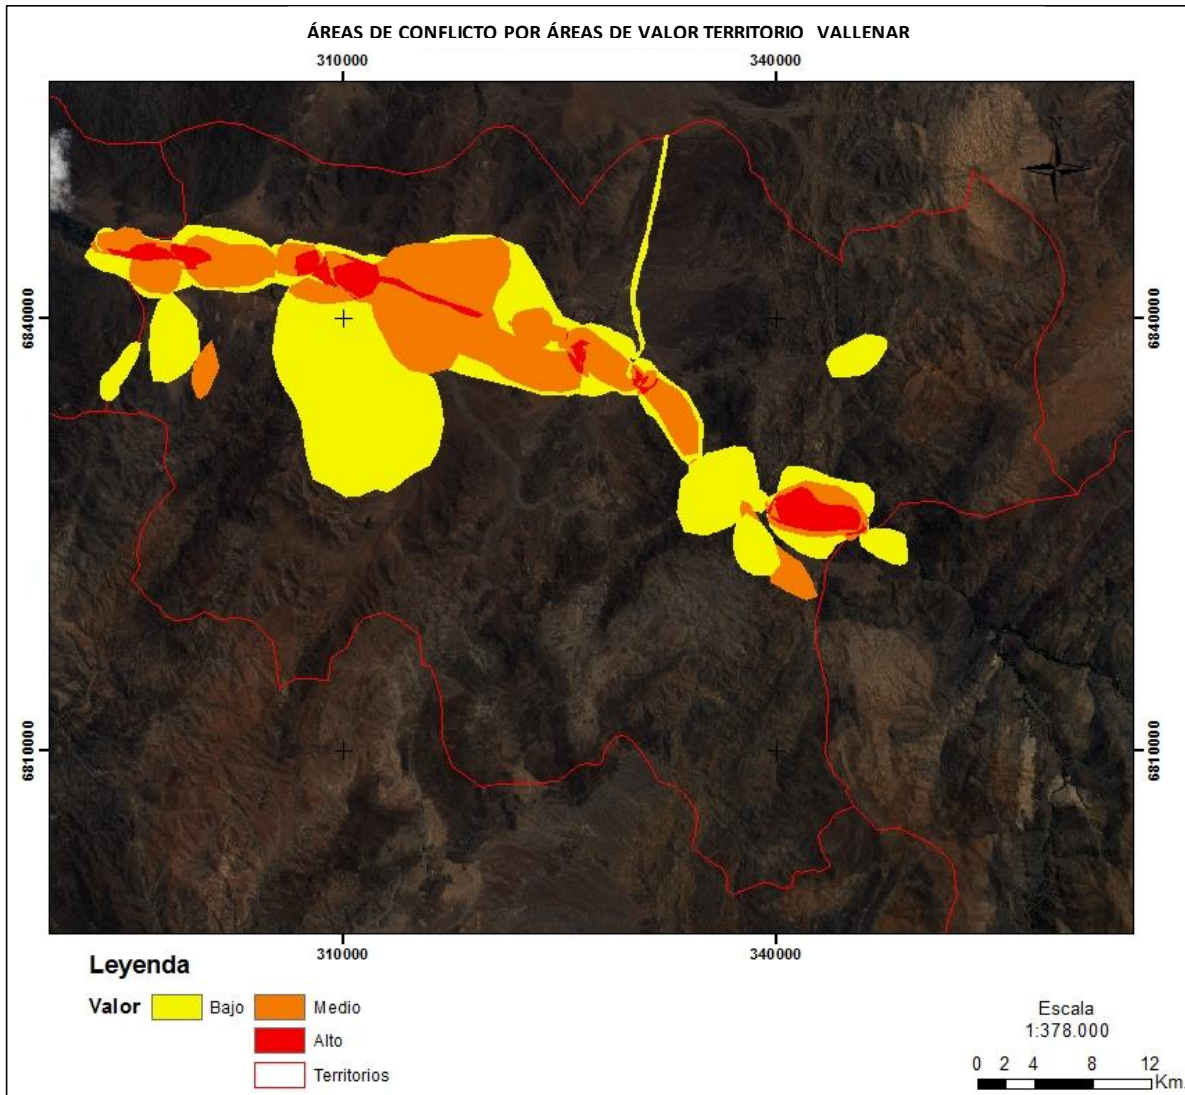 ÁREAS DE CONFLICTO POR ÁREAS DE VALOR TERRITORIO VALLENAR
310000 340000
N
6840000 6840000
6810000 6810000
310000 340000
Leyenda
Valor Bajo Medio
Alto
Territorios
Escala
1:378.000
0 2 4 8 12
Km.